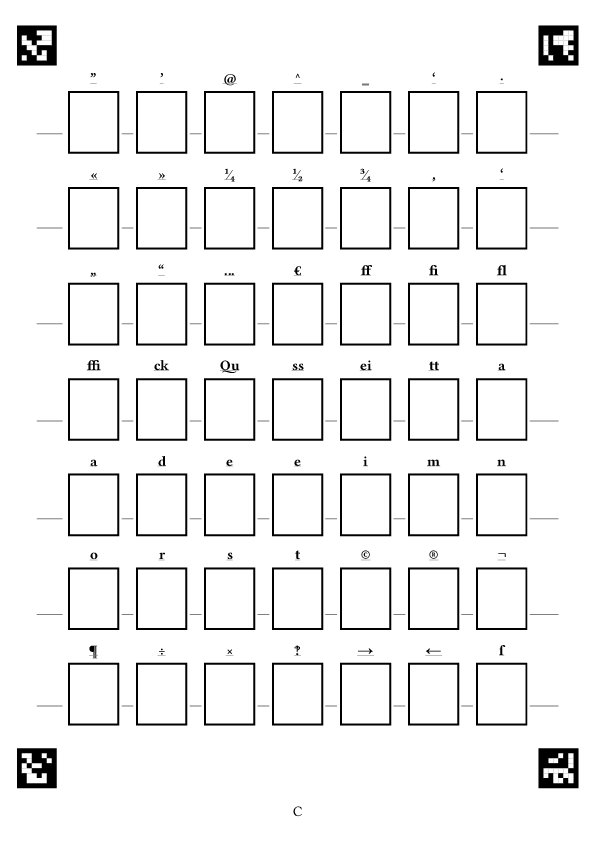 ” ’ @ ^ _ ‘ ·
« » ¼ ½ ¾ ‚ ‘
„ “ … € ff fi fl
ffi ck Qu ss ei tt a
a d e e i m n
o r s t © ® ¬
¶ ÷ × ‽ → ← ſ
C